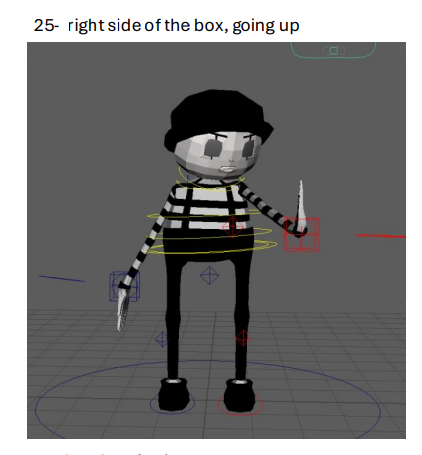 25- right side of the box, going up